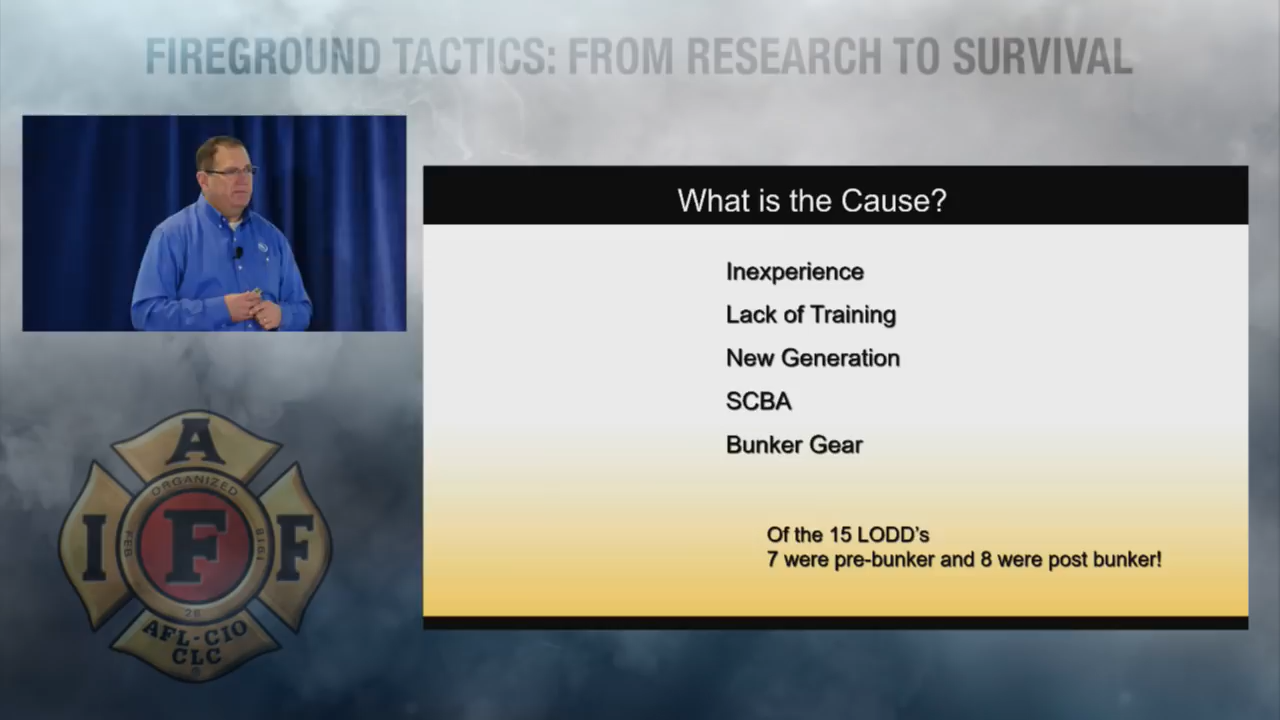 FIREGROUND TACTICS: FROM RESEARCH TO SURVIVAL
What is the Cause?
Inexperience
Lack of Training
New Generation
SCBA
Bunker Gear
Of the 15 LODD's
7 were pre-bunker and 8 were post bunker!
A
ORGANIZED
I F F
FEB 1918
28
AFL-CIO
CLC